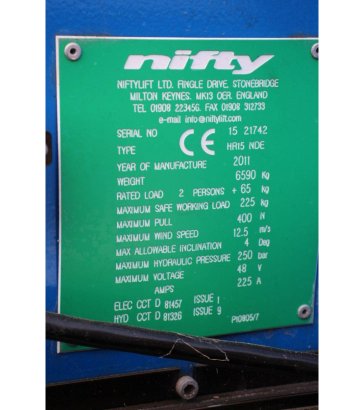 nifty
NIFTYLIFT LTD. FINGLE DRIVE, STONEBRIDGE
MILTON KEYNES, MK13 OER. ENGLAND
TEL 01908 223456. FAX 01908 312733
e-mail info@niftylift.com
SERIAL NO 15 21742
CE
TYPE HR15 NDE
YEAR OF MANUFACTURE 2011
WEIGHT 6590 Kg
RATED LOAD 2 PERSONS + 65 Kg
MAXIMUM SAFE WORKING LOAD 225 kg
MAXIMUM PULL 400 N
MAXIMUM WIND SPEED 12.5 m/s
MAX ALLOWABLE INCLINATION 4 Deg
MAXIMUM HYDRAULIC PRESSURE 250 bar
MAXIMUM VOLTAGE 48 V
AMPS 225 A
ELEC CCT D 81457 ISSUE 1
HYD CCT D 81326 ISSUE 9
P10805/7
nifty